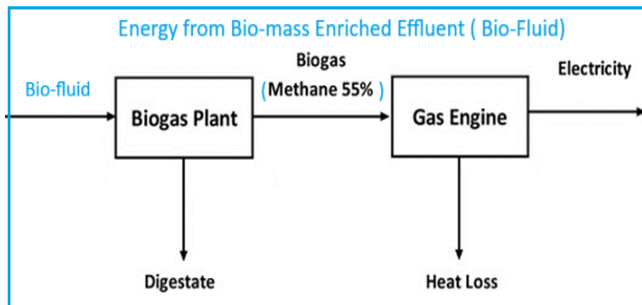 Energy from Bio-mass Enriched Effluent ( Bio-Fluid)
Biogas
(Methane 55% )
Electricity
Bio-fluid
Biogas Plant
Gas Engine
Digestate
Heat Loss